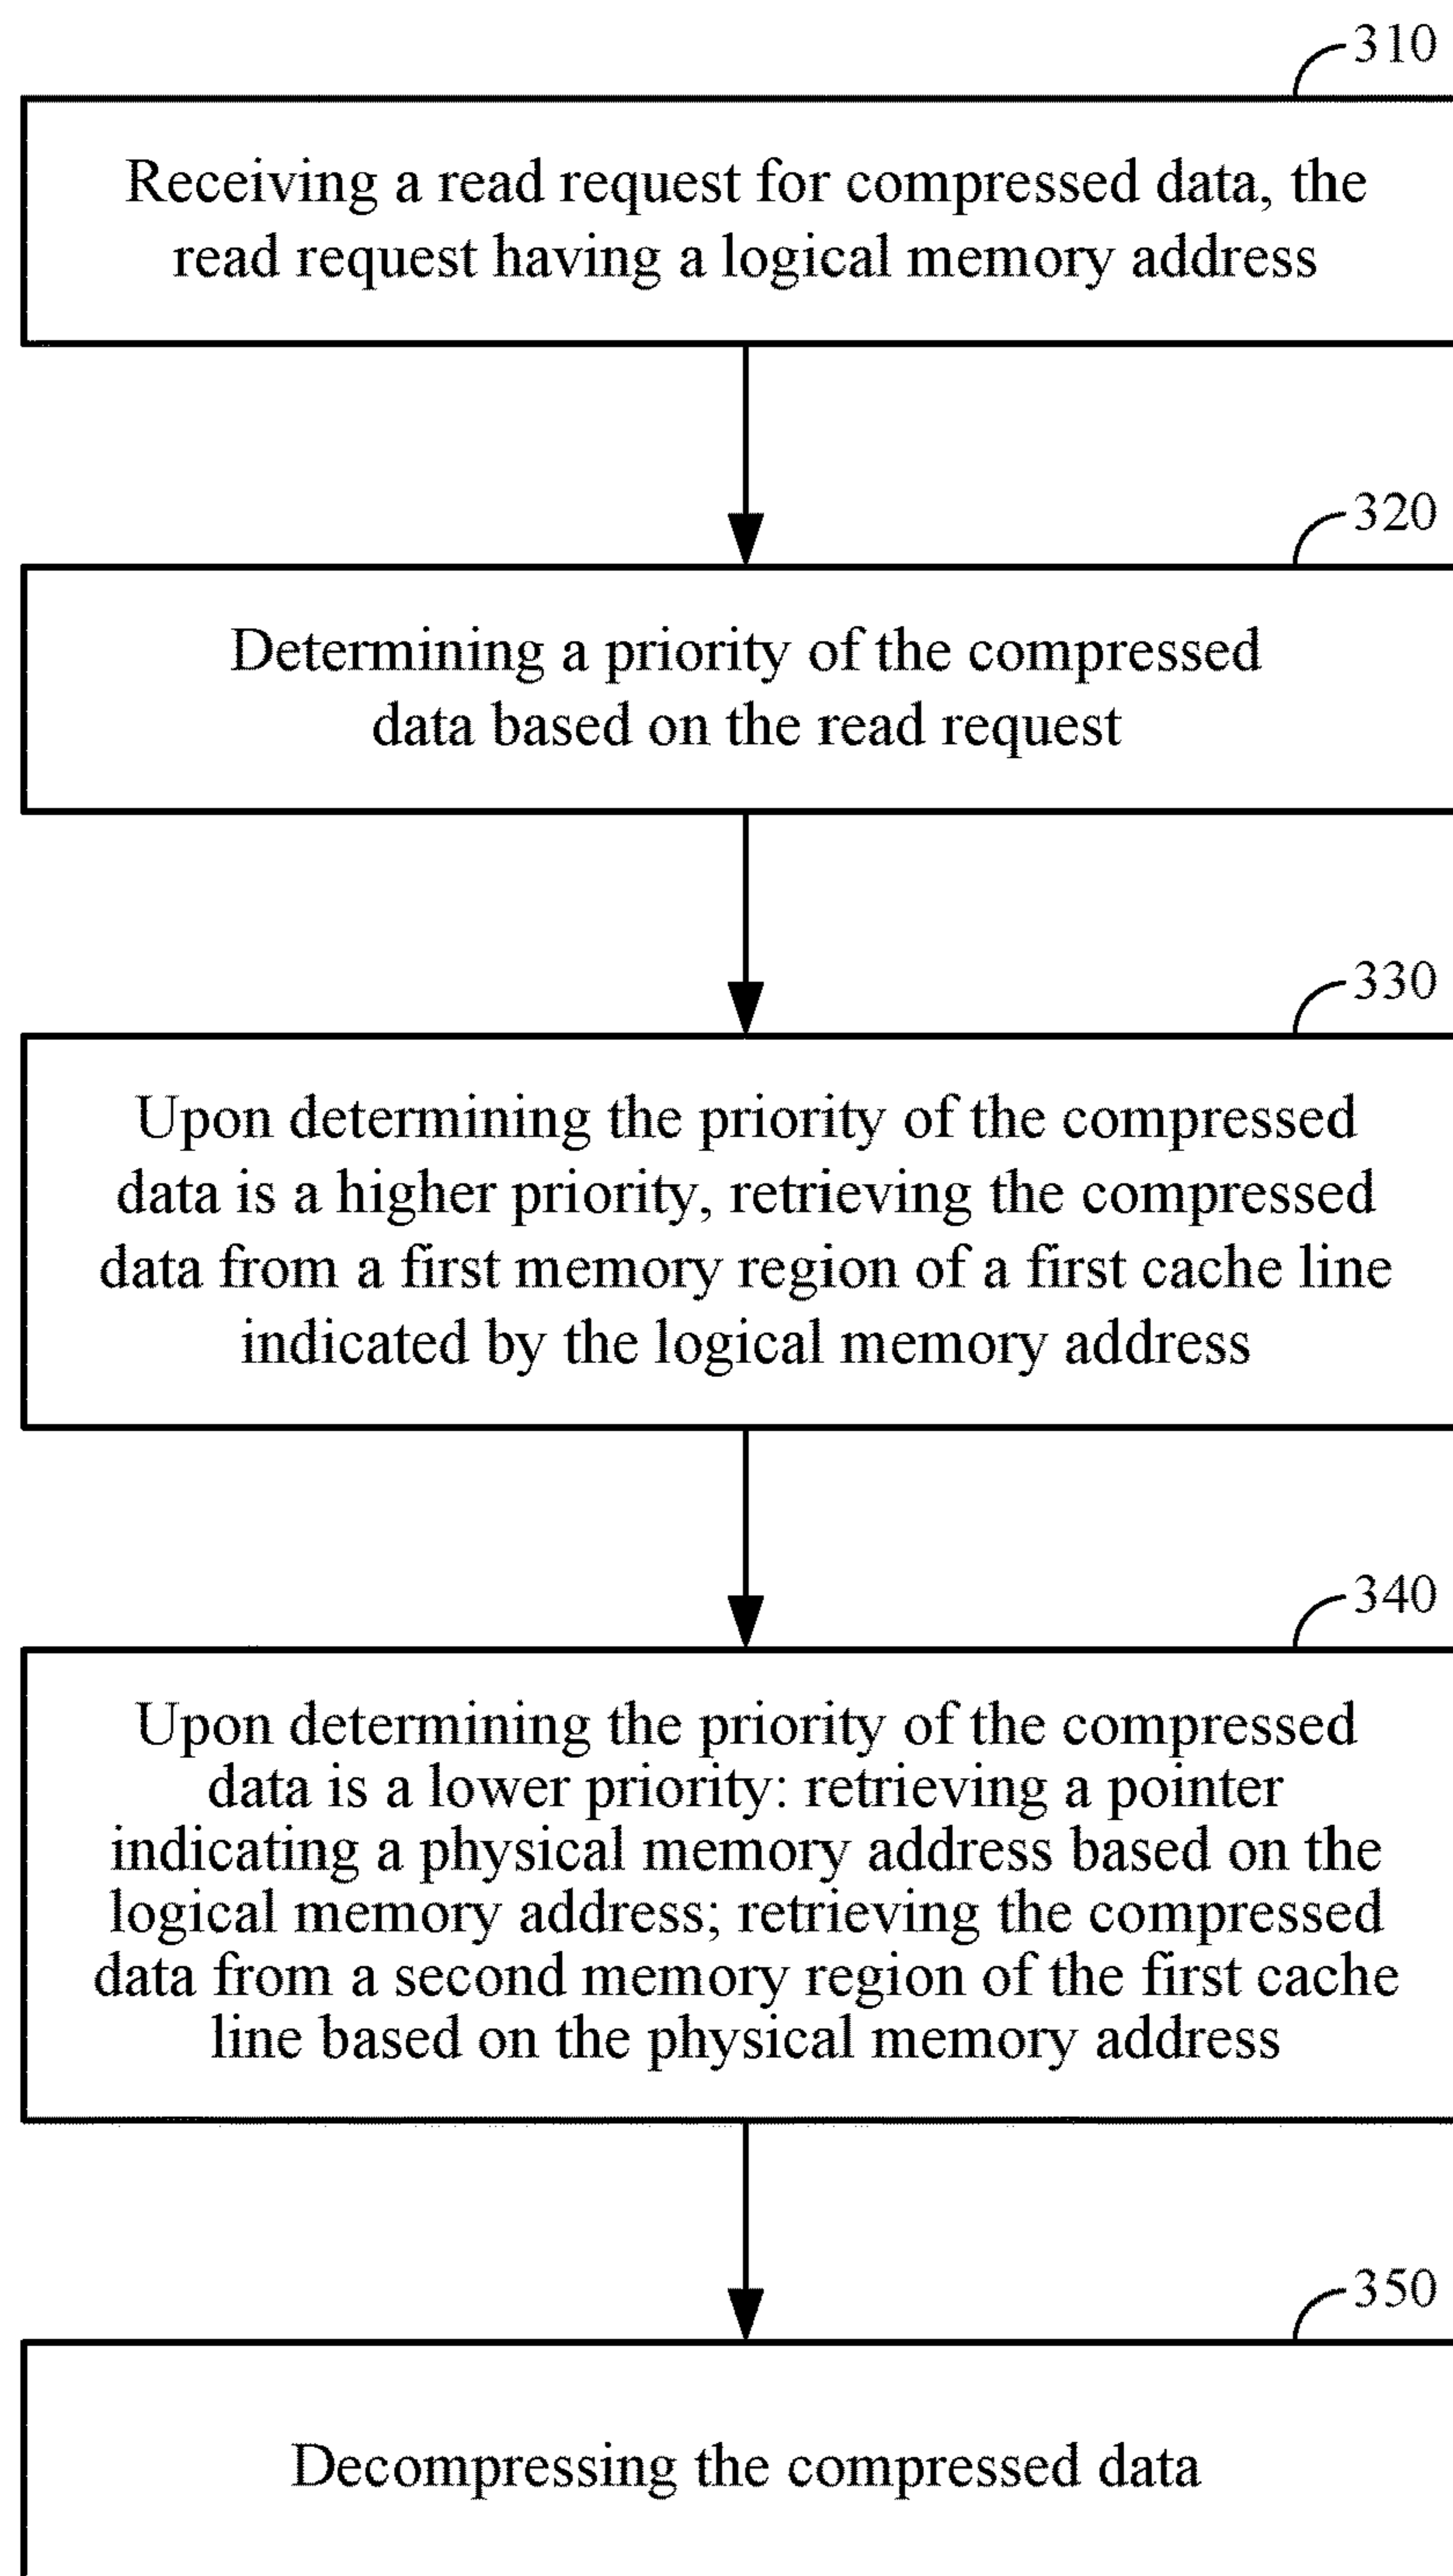 310
Receiving a read request for compressed data, the
read request having a logical memory address
320
Determining a priority of the compressed
data based on the read request
330
Upon determining the priority of the compressed
data is a higher priority, retrieving the compressed
data from a first memory region of a first cache line
indicated by the logical memory address
340
Upon determining the priority of the compressed
data is a lower priority: retrieving a pointer
indicating a physical memory address based on the
logical memory address; retrieving the compressed
data from a second memory region of the first cache
line based on the physical memory address
350
Decompressing the compressed data